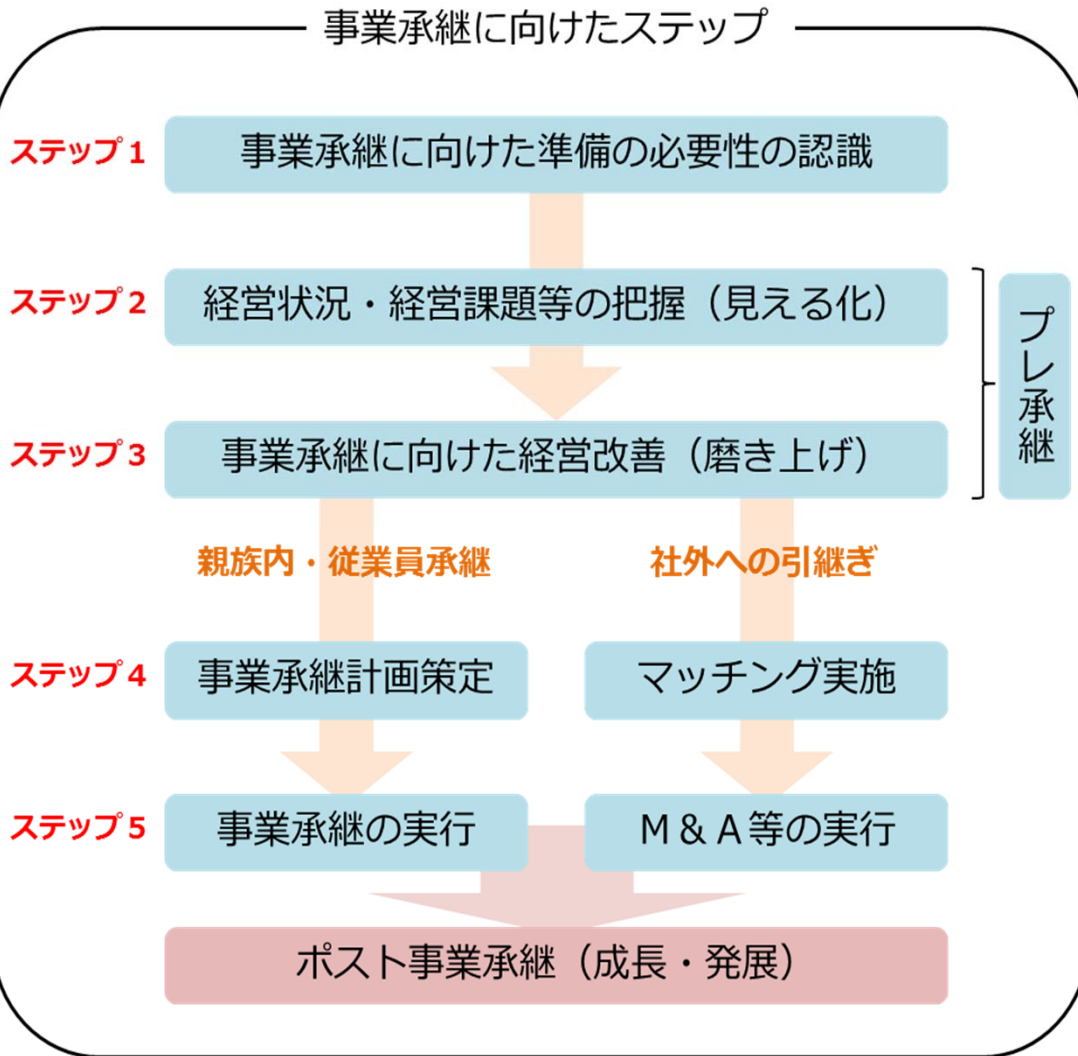 事業承継に向けたステップ
ステップ１
事業承継に向けた準備の必要性の認識
ステップ２
経営状況・経営課題等の把握（見える化）
プレ承継
ステップ３
事業承継に向けた経営改善（磨き上げ）
親族内・従業員承継
社外への引継ぎ
ステップ４
事業承継計画策定
マッチング実施
ステップ５
事業承継の実行
Ｍ＆Ａ等の実行
ポスト事業承継（成長・発展）